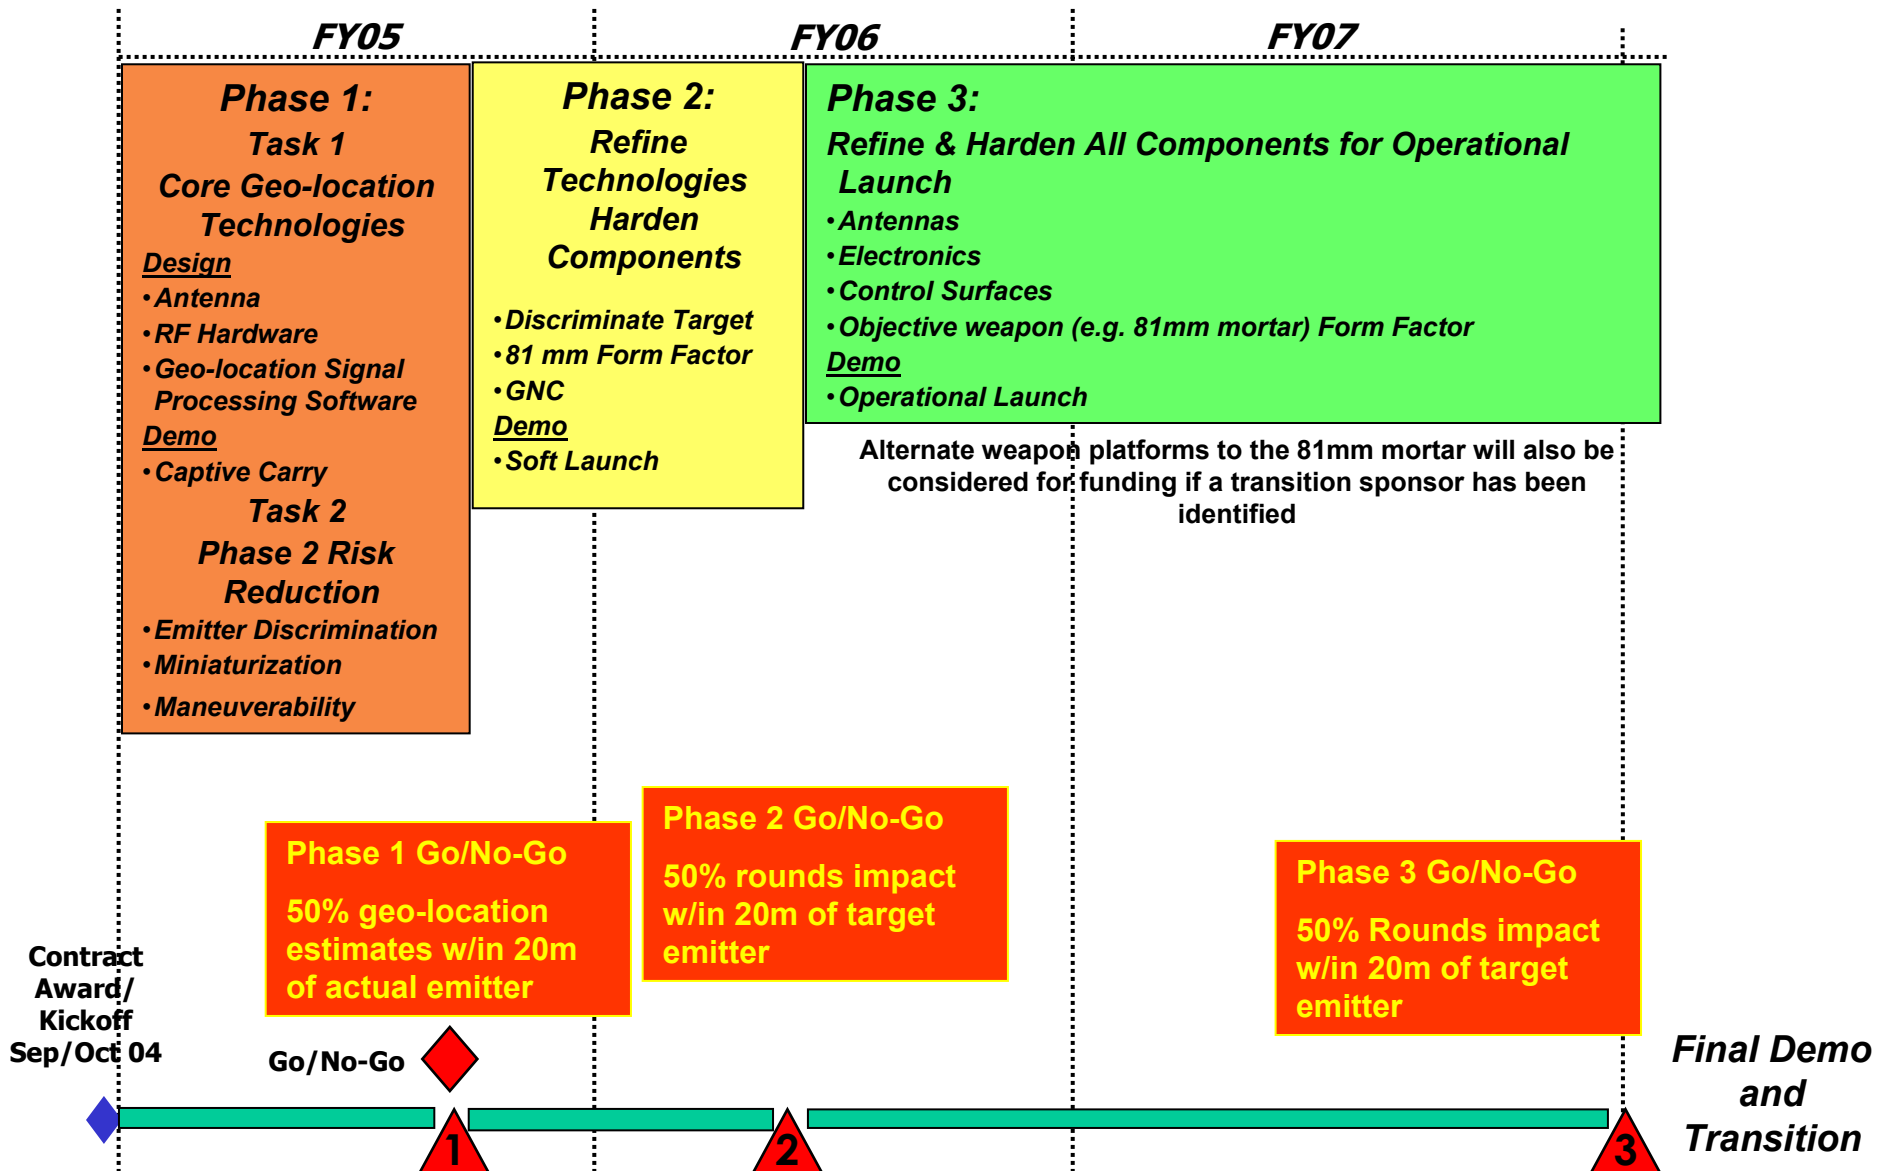 FY05
FY06
FY07
Phase 1:
Task 1
Core Geo-location
Technologies
Design
• Antenna
• RF Hardware
• Geo-location Signal
Processing Software
Demo
• Captive Carry
Task 2
Phase 2 Risk
Reduction
• Emitter Discrimination
• Miniaturization
• Maneuverability
Phase 2:
Refine
Technologies
Harden
Components
• Discriminate Target
• 81 mm Form Factor
• GNC
Demo
• Soft Launch
Phase 3:
Refine & Harden All Components for Operational
Launch
• Antennas
• Electronics
• Control Surfaces
• Objective weapon (e.g. 81mm mortar) Form Factor
Demo
• Operational Launch
Alternate weapon platforms to the 81mm mortar will also be
considered for funding if a transition sponsor has been
identified
Phase 1 Go/No-Go
50% geo-location
estimates w/in 20m
of actual emitter
Phase 2 Go/No-Go
50% rounds impact
w/in 20m of target
emitter
Phase 3 Go/No-Go
50% Rounds impact
w/in 20m of target
emitter
Contract
Award/
Kickoff
Sep/Oct 04
Go/No-Go
1
2
3
Final Demo
and
Transition